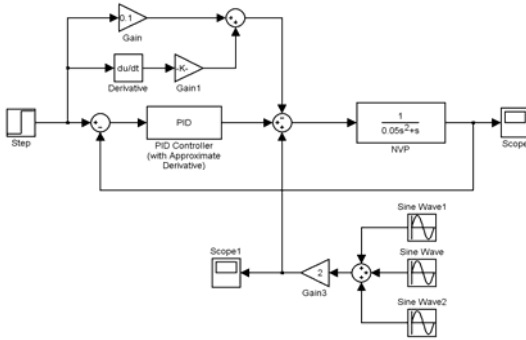 0.1
Gain
du/dt
Derivative
-K-
Gain1
Step
PID
PID Controller
(with Approximate
Derivative)
1
0.05s²+s
NVP
Scope
Sine Wave1
Scope1
2
Gain3
Sine Wave
Sine Wave2